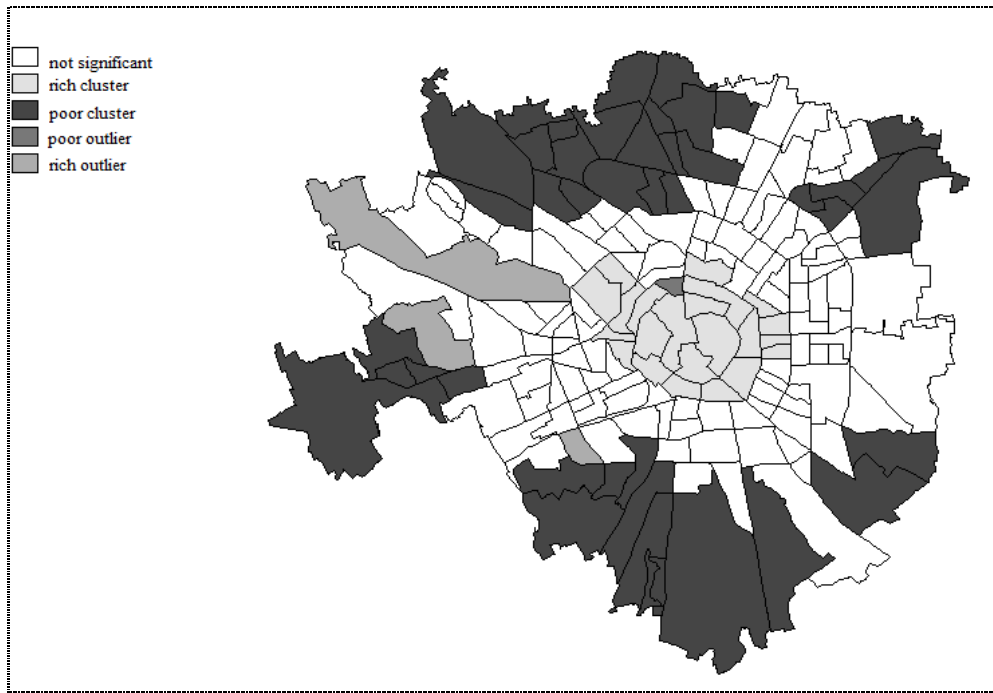 not significant
rich cluster
poor cluster
poor outlier
rich outlier